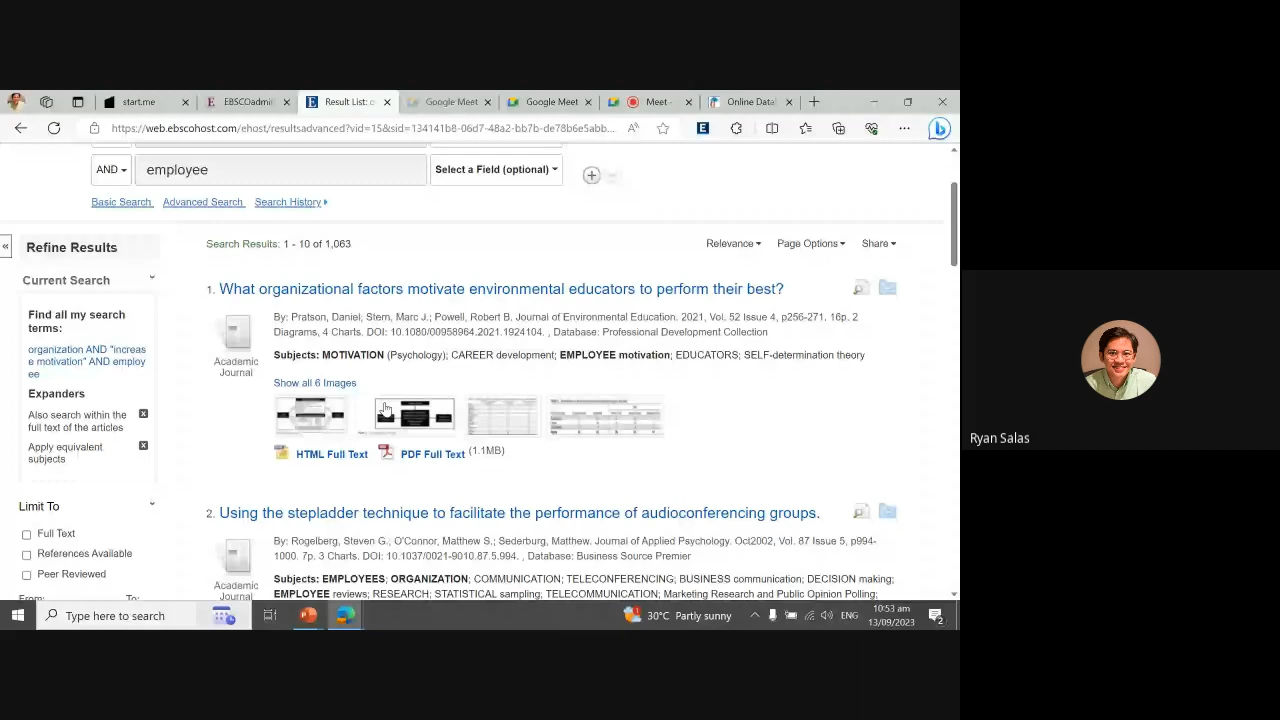 start.me
EBSCOadmi
Result List: o
Google Meet
Google Meet
Meet -
Online Datal
https://web.ebscohost.com/ehost/resultsadvanced?vid=15&sid=134141b8-06d7-48a2-bb7b-de78b6e5abb...
AND
employee
Select a Field (optional)
Basic Search
Advanced Search
Search History
Refine Results
Current Search
Find all my search
terms:
organization AND "increas
e motivation" AND employ
ee
Expanders
Also search within the
full text of the articles
Apply equivalent
subjects
Limit To
Full Text
References Available
Peer Reviewed
From:
To:
Search Results: 1 - 10 of 1,063
Relevance
Page Options
Share
1. What organizational factors motivate environmental educators to perform their best?
Academic
Journal
By: Pratson, Daniel; Stern, Marc J.; Powell, Robert B. Journal of Environmental Education. 2021, Vol. 52 Issue 4, p256-271. 16p. 2
Diagrams, 4 Charts. DOI: 10.1080/00958964.2021.1924104. , Database: Professional Development Collection
Subjects: MOTIVATION (Psychology); CAREER development; EMPLOYEE motivation; EDUCATORS; SELF-determination theory
Show all 6 Images
HTML Full Text
PDF Full Text (1.1MB)
2. Using the stepladder technique to facilitate the performance of audioconferencing groups.
Academic
Journal
By: Rogelberg, Steven G.; O'Connor, Matthew S.; Sederburg, Matthew. Journal of Applied Psychology. Oct2002, Vol. 87 Issue 5, p994-
1000. 7p. 3 Charts. DOI: 10.1037/0021-9010.87.5.994. , Database: Business Source Premier
Subjects: EMPLOYEES; ORGANIZATION; COMMUNICATION; TELECONFERENCING; BUSINESS communication; DECISION making;
EMPLOYEE reviews; RESEARCH; STATISTICAL sampling; TELECOMMUNICATION; Marketing Research and Public Opinion Polling;
Type here to search
30°C Partly sunny
ENG
10:53 am
13/09/2023
2
Ryan Salas